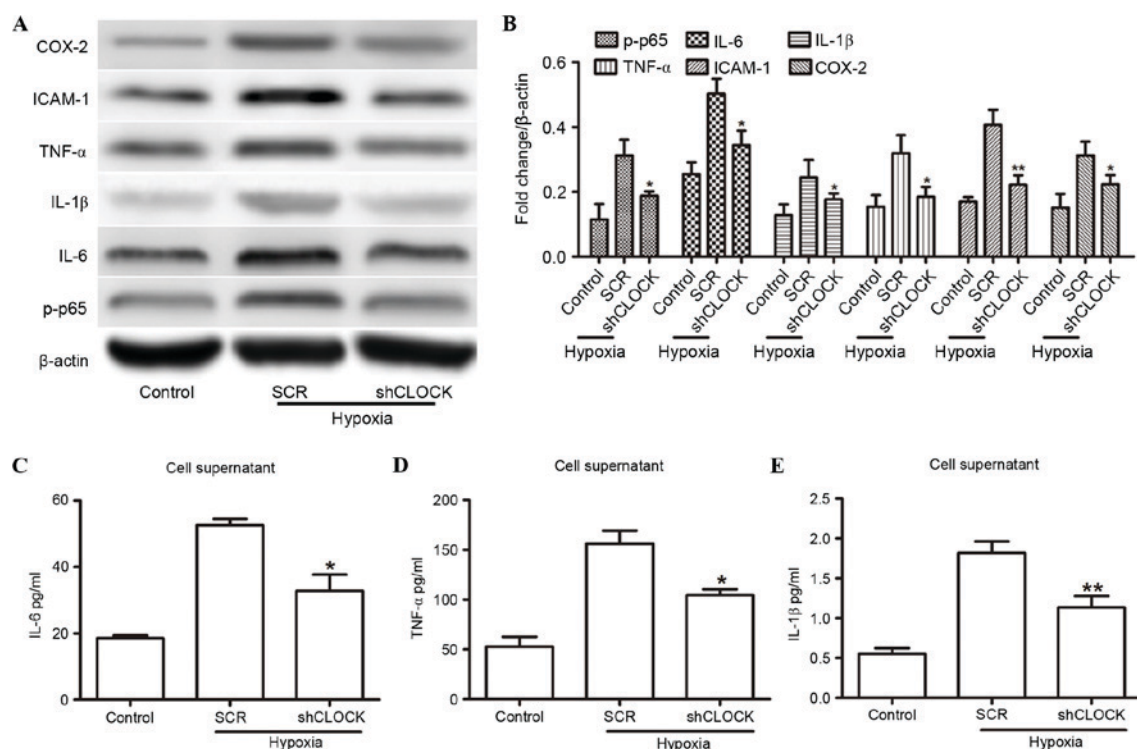 A
COX-2
ICAM-1
TNF-α
IL-1β
IL-6
p-p65
β-actin
Control SCR shCLOCK
Hypoxia
B
p-p65 IL-6 IL-1β
TNF-α ICAM-1 COX-2
Fold change/β-actin
0.6
0.4
0.2
0.0
* * * * ** *
Control SCR shCLOCK Control SCR shCLOCK Control SCR shCLOCK Control SCR shCLOCK Control SCR shCLOCK Control SCR shCLOCK
Hypoxia Hypoxia Hypoxia Hypoxia Hypoxia Hypoxia
C
Cell supernatant
IL-6 pg/ml
60
40
20
0
*
Control SCR shCLOCK
Hypoxia
D
Cell supernatant
TNF-α pg/ml
200
150
100
50
0
*
Control SCR shCLOCK
Hypoxia
E
Cell supernatant
IL-1β pg/ml
2.5
2.0
1.5
1.0
0.5
0.0
**
Control SCR shCLOCK
Hypoxia